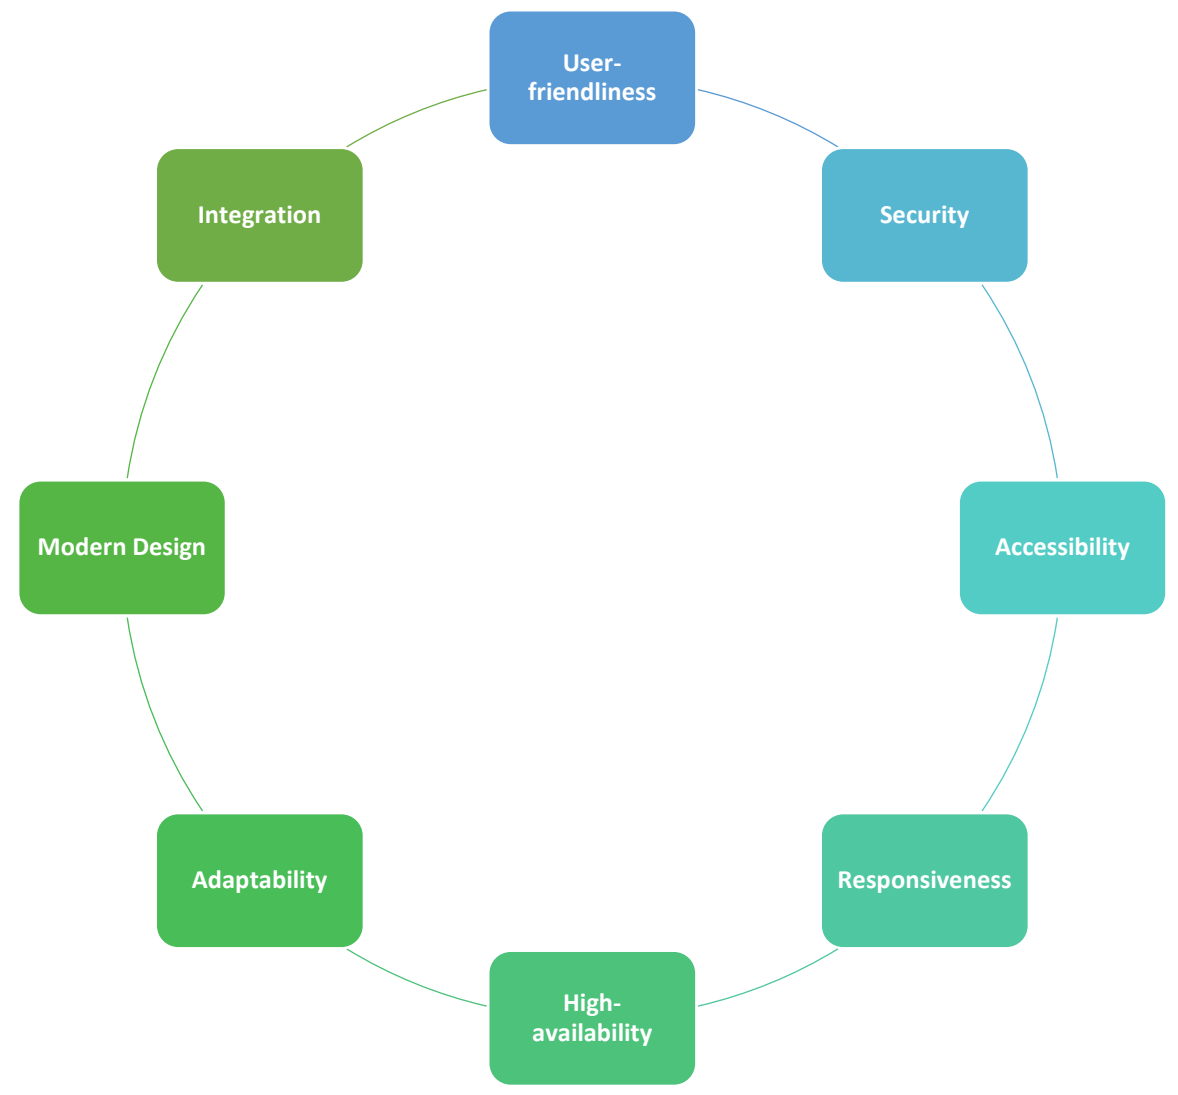 User-
friendliness
Security
Accessibility
Responsiveness
High-
availability
Adaptability
Modern Design
Integration